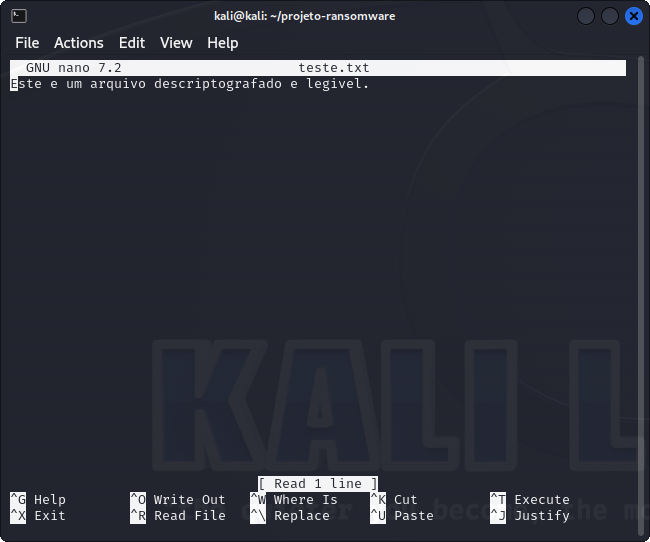 kali@kali: ~/projeto-ransomware
File Actions Edit View Help
GNU nano 7.2 teste.txt
Este e um arquivo descriptografado e legivel.
KALI L
[ Read 1 line ]
^G Help ^O Write Out ^W Where Is ^K Cut ^T Execute
^X Exit ^R Read File ^\ Replace ^U Paste ^J Justify